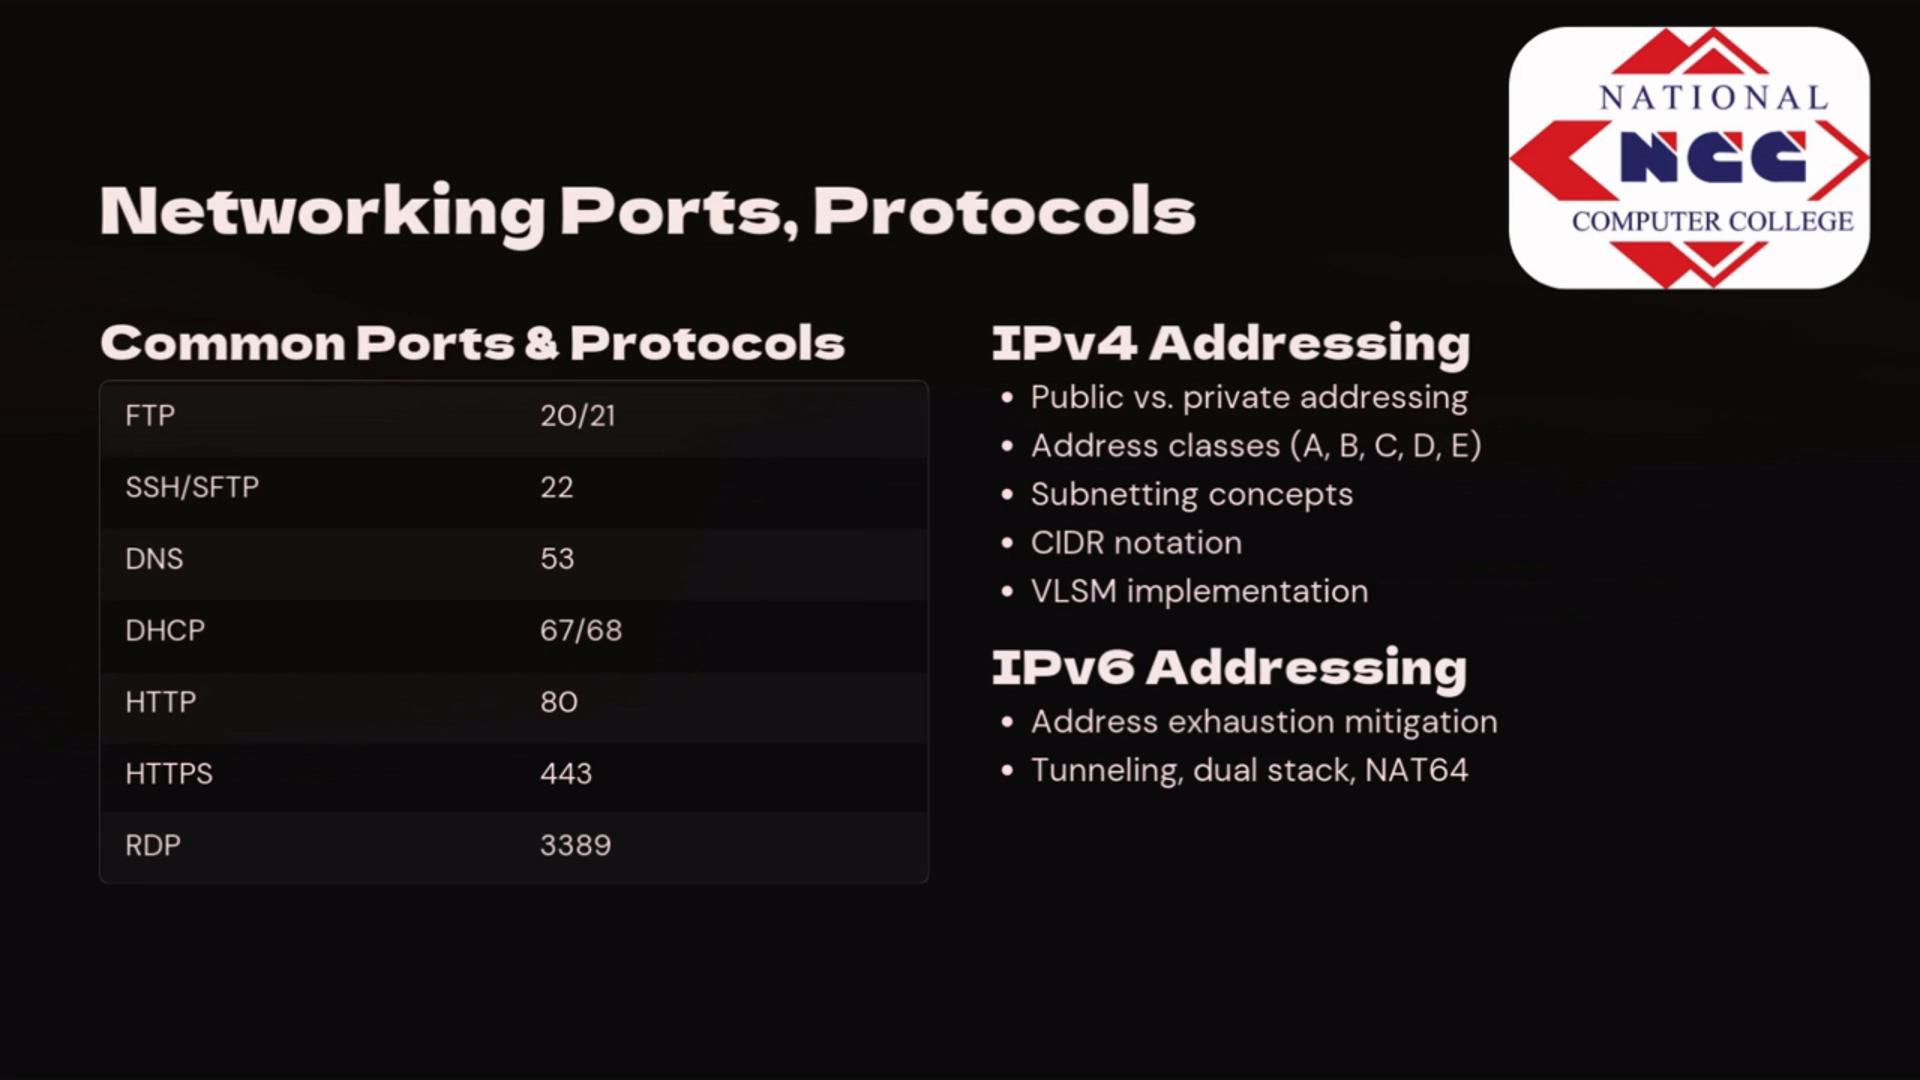 NATIONAL
NCC
COMPUTER COLLEGE
Networking Ports, Protocols
Common Ports & Protocols
FTP 20/21
SSH/SFTP 22
DNS 53
DHCP 67/68
HTTP 80
HTTPS 443
RDP 3389
IPv4 Addressing
• Public vs. private addressing
• Address classes (A, B, C, D, E)
• Subnetting concepts
• CIDR notation
• VLSM implementation
IPv6 Addressing
• Address exhaustion mitigation
• Tunneling, dual stack, NAT64